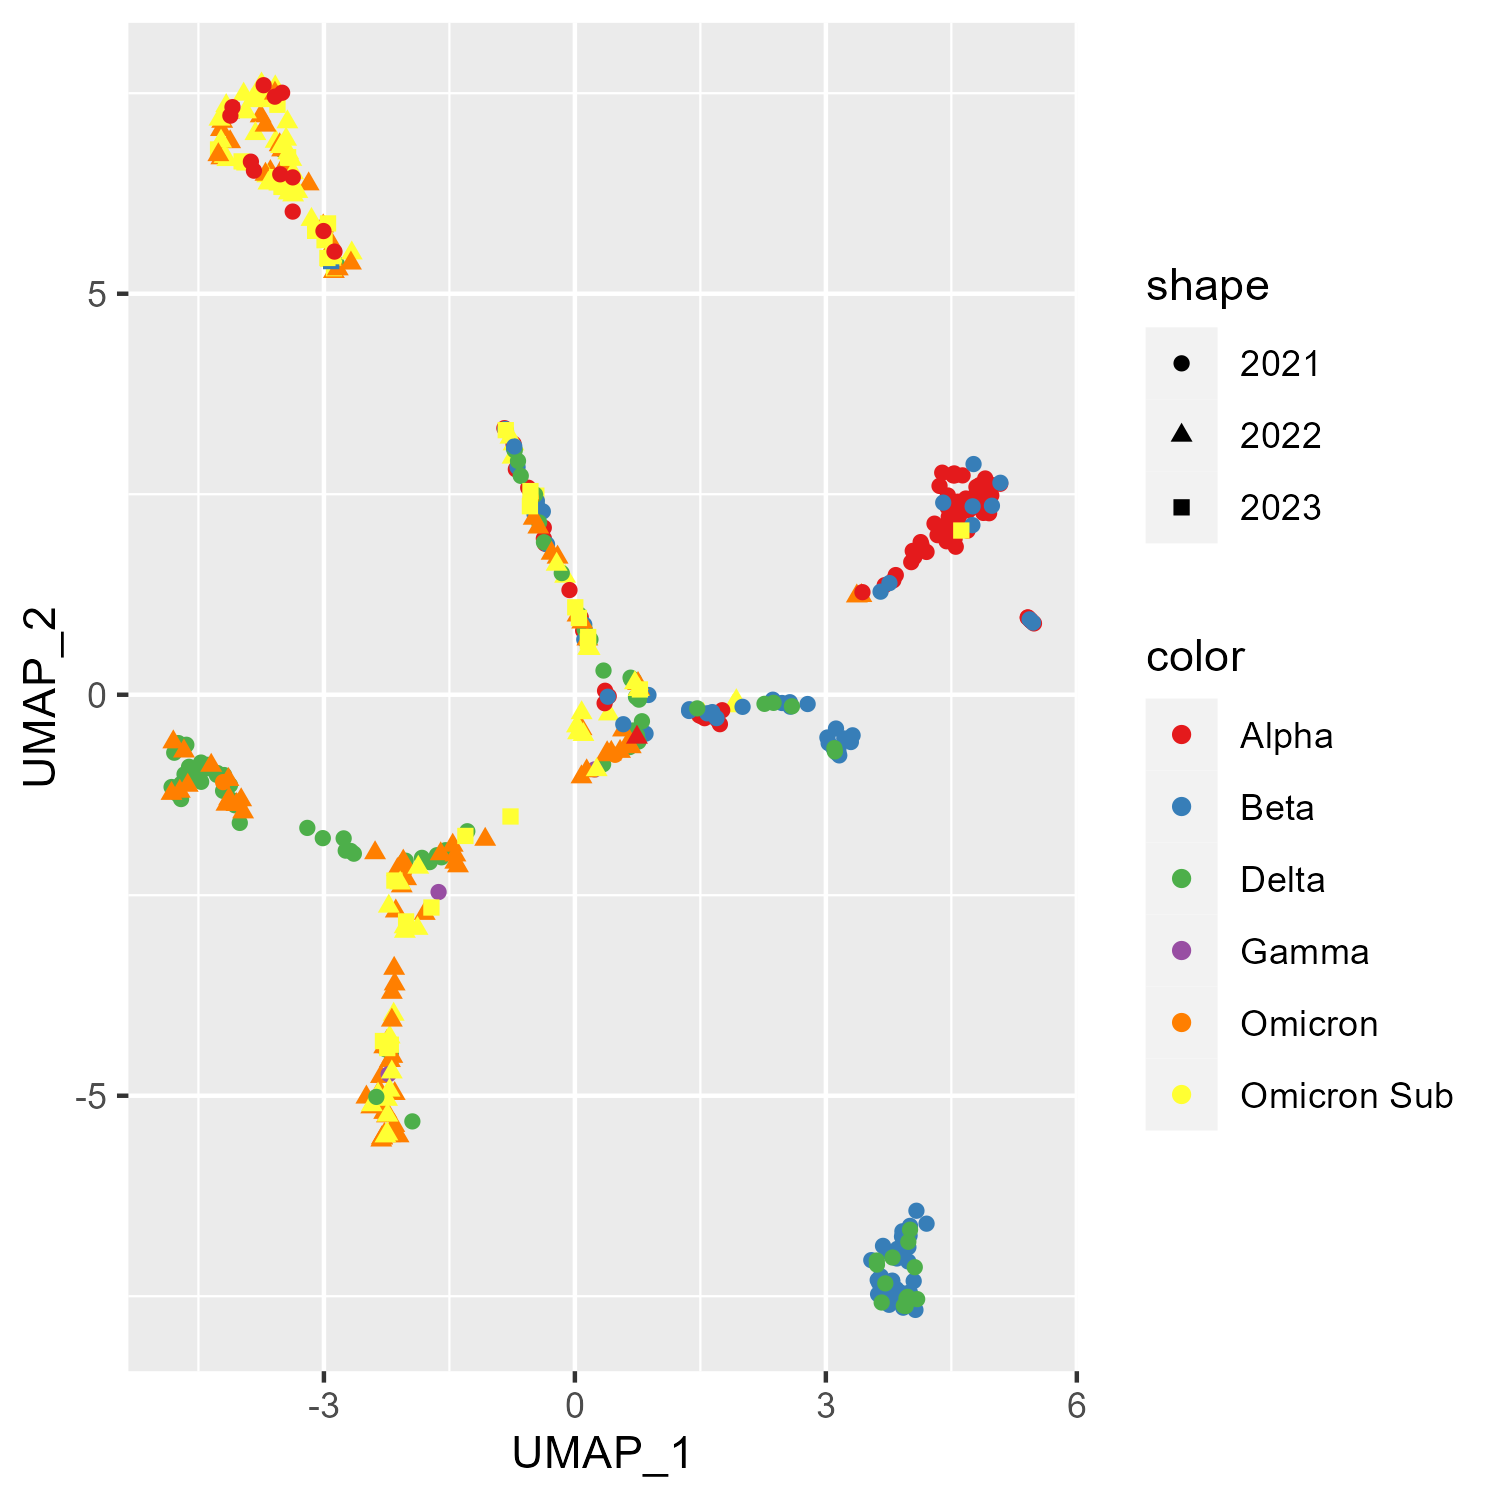 UMAP_2
5
0
-5
-3
0
3
6
UMAP_1
shape
2021
2022
2023
color
Alpha
Beta
Delta
Gamma
Omicron
Omicron Sub